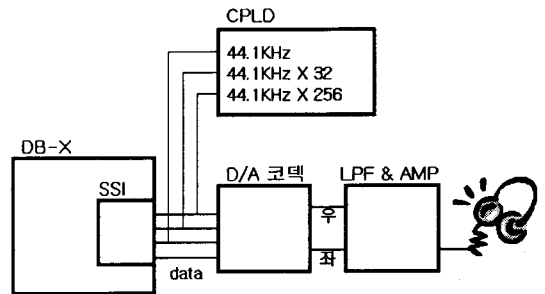 CPLD
44.1KHz
44.1KHz X 32
44.1KHz X 256
DB-X
SSI
D/A 코덱
LPF & AMP
우
좌
data